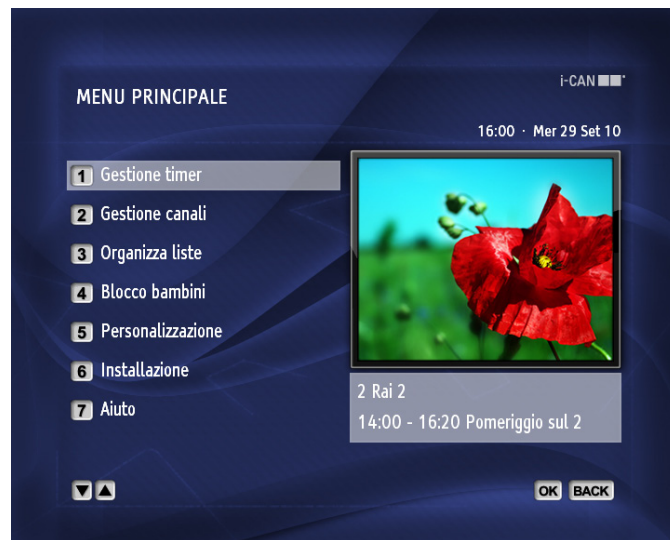 MENU PRINCIPALE
i-CAN
16:00 · Mer 29 Set 10
1 Gestione timer
2 Gestione canali
3 Organizza liste
4 Blocco bambini
5 Personalizzazione
6 Installazione
7 Aiuto
2 Rai 2
14:00 - 16:20 Pomeriggio sul 2
OK BACK